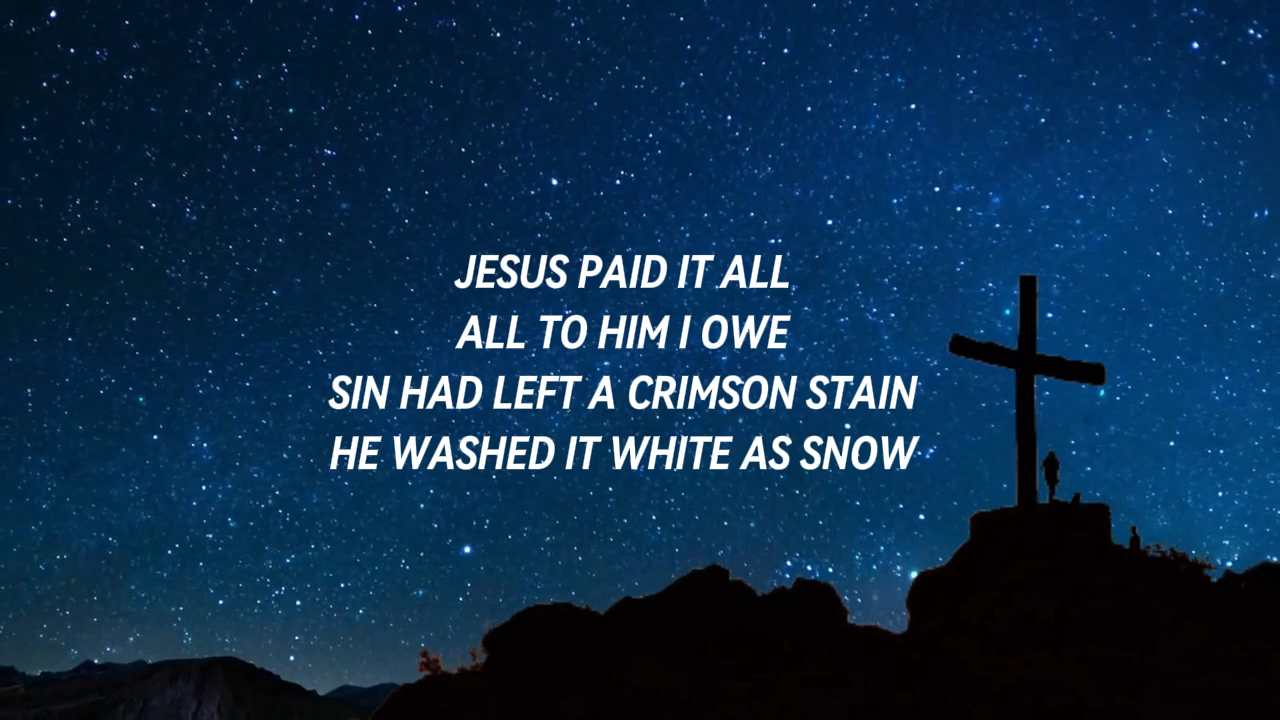 JESUS PAID IT ALL
ALL TO HIM I OWE
SIN HAD LEFT A CRIMSON STAIN
HE WASHED IT WHITE AS SNOW